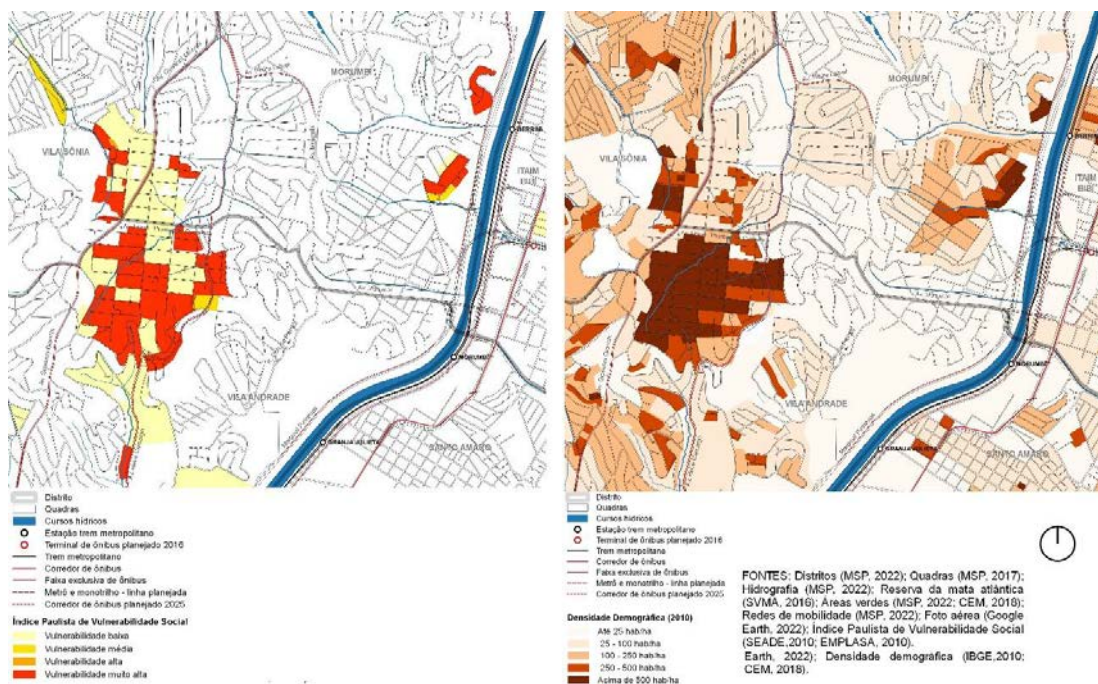 MORUMBI
VILA SÔNIA
ITAIM
BIBI
MORUMBI
VILA ANDRADE
GRANJA JULIETA
SANTO AMARO
Distrito
Quadras
Cursos hídricos
Estação trem metropolitano
Terminal de ônibus planejado 2016
Trem metropolitano
Corredor de ônibus
Faixa exclusiva de ônibus
Metrô e monotrilho - linha planejada
Corredor de ônibus planejado 2025
Índice Paulista de Vulnerabilidade Social
Vulnerabilidade baixa
Vulnerabilidade média
Vulnerabilidade alta
Vulnerabilidade muito alta
MORUMBI
VILA SÔNIA
ITAIM
BIBI
MORUMBI
VILA ANDRADE
GRANJA JULIETA
SANTO AMARO
Distrito
Quadras
Cursos hídricos
Estação trem metropolitano
Terminal de ônibus planejado 2016
Trem metropolitano
Corredor de ônibus
Faixa exclusiva de ônibus
Metrô e monotrilho - linha planejada
Corredor de ônibus planejado 2025
Densidade Demográfica (2010)
Até 25 hab/ha
25 - 100 hab/ha
100 - 250 hab/ha
250 - 500 hab/ha
Acima de 500 hab/ha
FONTES: Distritos (MSP, 2022); Quadras (MSP, 2017);
Hidrografia (MSP, 2022); Reserva da mata atlântica
(SVMA, 2016); Áreas verdes (MSP, 2022; CEM, 2018);
Redes de mobilidade (MSP, 2022); Foto aérea (Google
Earth, 2022); Índice Paulista de Vulnerabilidade Social
(SEADE,2010; EMPLASA, 2010).
Earth, 2022); Densidade demográfica (IBGE,2010;
CEM, 2018).